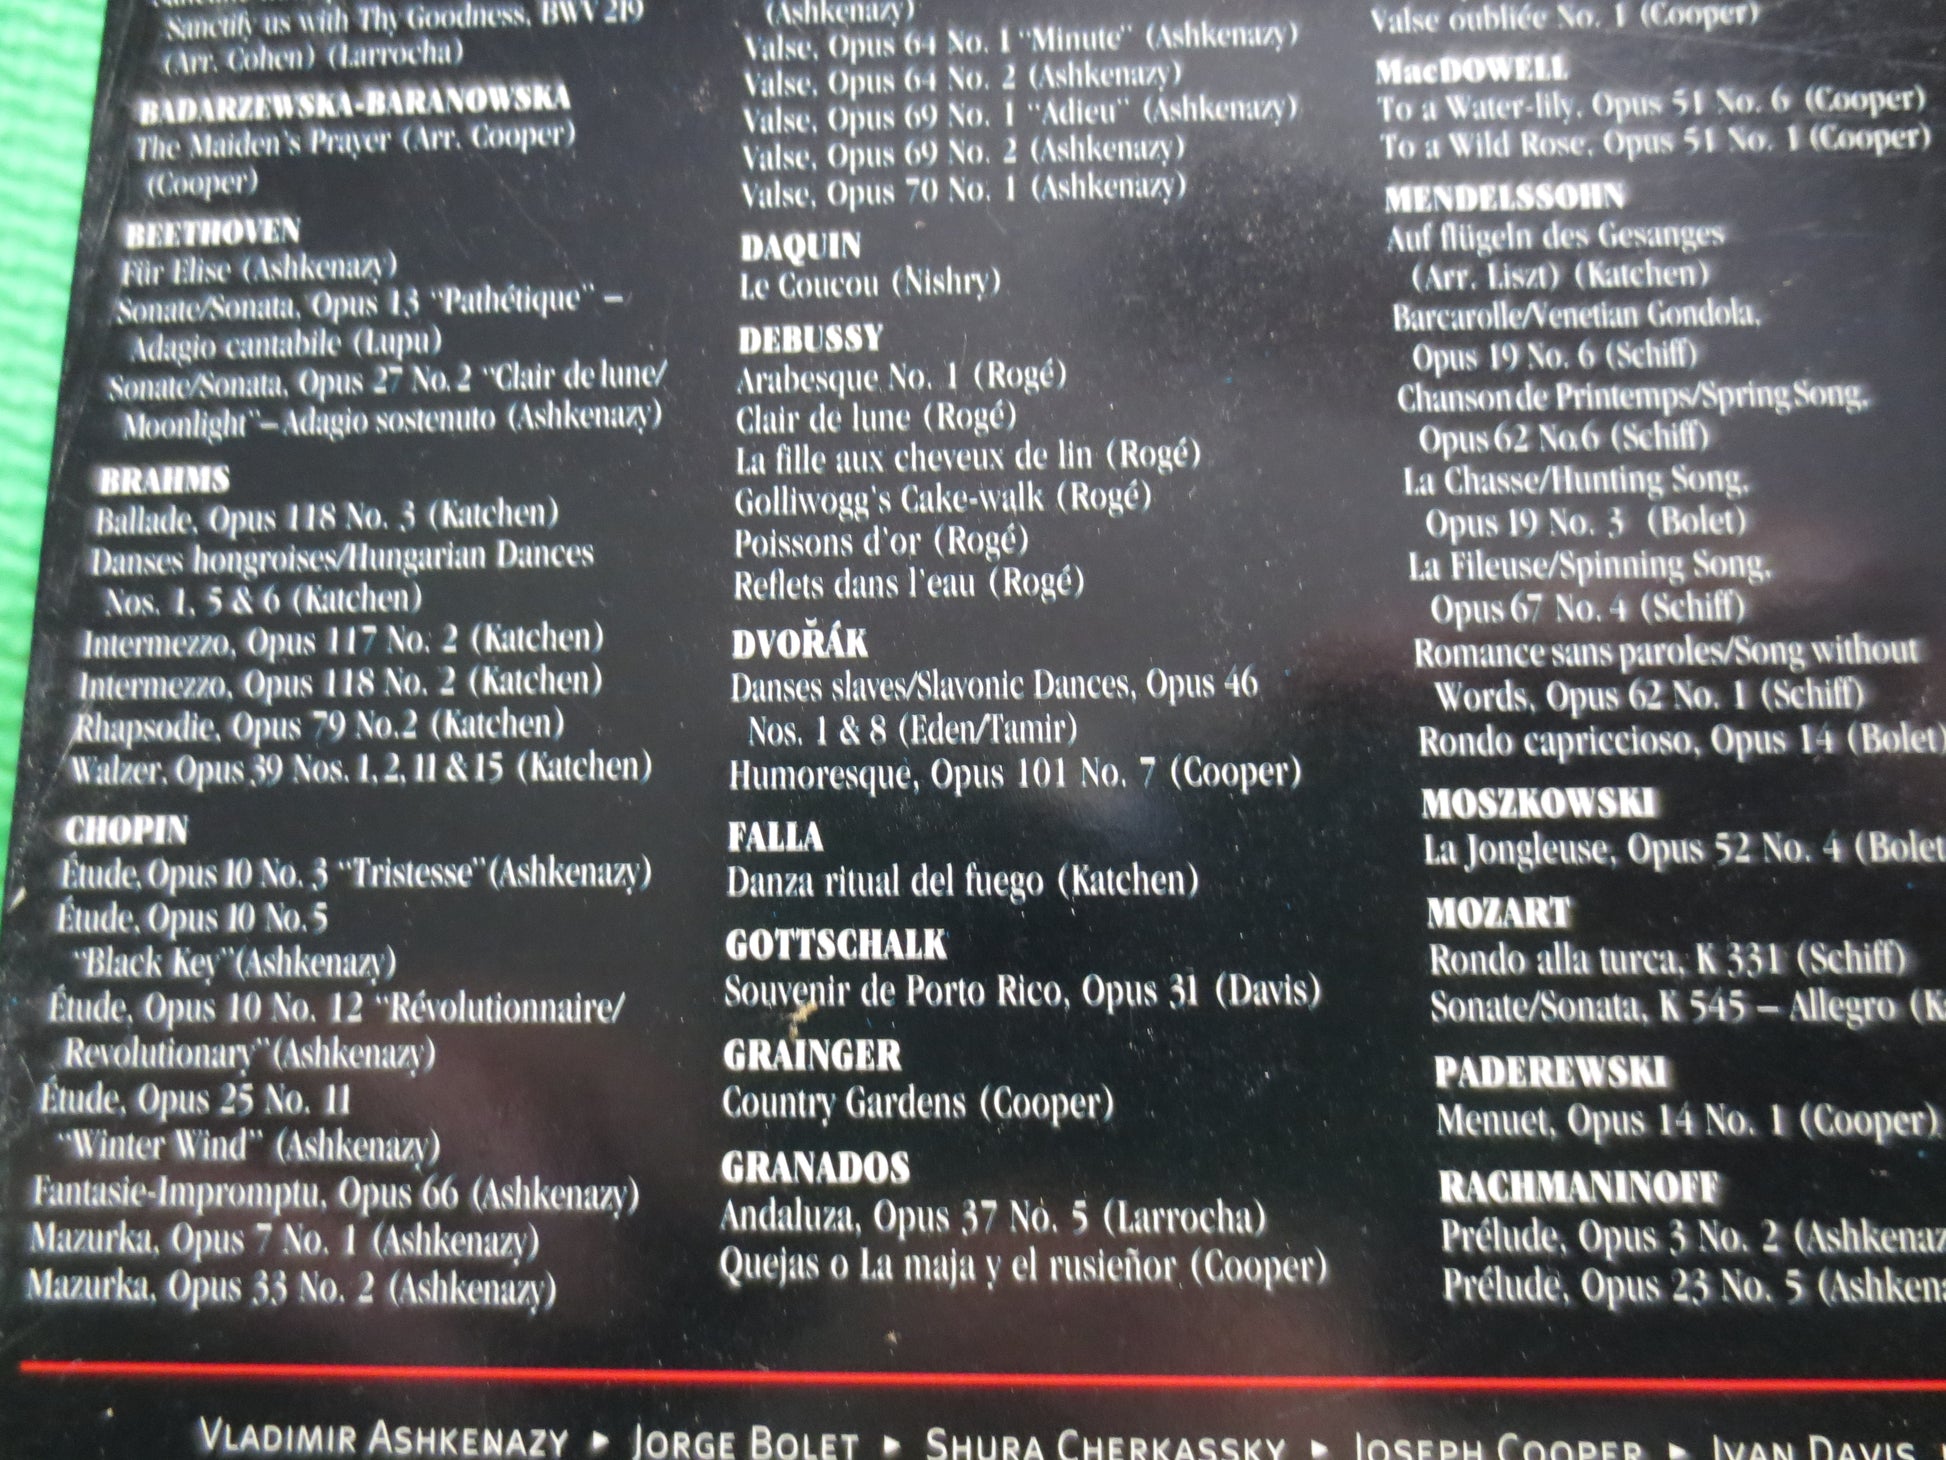 Sanctify us with Thy Goodness, BWV 219
(Arr. Cohen) (Larrocha)
BADARZEWSKA-BARANOWSKA
The Maiden's Prayer (Arr. Cooper)
(Cooper)
BEETHOVEN
Für Elise (Ashkenazy)
Sonate/Sonata, Opus 13 “Pathétique” –
Adagio cantabile (Lupu)
Sonate/Sonata, Opus 27 No. 2 “Clair de lune/
Moonlight” – Adagio sostenuto (Ashkenazy)
BRAHMS
Ballade, Opus 118 No. 3 (Katchen)
Danses hongroises/Hungarian Dances
Nos. 1, 5 & 6 (Katchen)
Intermezzo, Opus 117 No. 2 (Katchen)
Intermezzo, Opus 118 No. 2 (Katchen)
Rhapsodie, Opus 79 No.2 (Katchen)
Walzer, Opus 39 Nos. 1, 2, 11 & 15 (Katchen)
CHOPIN
Étude, Opus 10 No. 3 “Tristesse” (Ashkenazy)
Étude, Opus 10 No. 5
“Black Key” (Ashkenazy)
Étude, Opus 10 No. 12 “Révolutionnaire/
Revolutionary” (Ashkenazy)
Étude, Opus 25 No. 11
“Winter Wind” (Ashkenazy)
Fantasie-Impromptu, Opus 66 (Ashkenazy)
Mazurka, Opus 7 No. 1 (Ashkenazy)
Mazurka, Opus 33 No. 2 (Ashkenazy)
(Ashkenazy)
Valse, Opus 64 No. 1 “Minute” (Ashkenazy)
Valse, Opus 64 No. 2 (Ashkenazy)
Valse, Opus 69 No. 1 “Adieu” (Ashkenazy)
Valse, Opus 69 No. 2 (Ashkenazy)
Valse, Opus 70 No. 1 (Ashkenazy)
DAQUIN
Le Coucou (Nishry)
DEBUSSY
Arabesque No. 1 (Rogé)
Clair de lune (Rogé)
La fille aux cheveux de lin (Rogé)
Golliwogg's Cake-walk (Rogé)
Poissons d'or (Rogé)
Reflets dans l'eau (Rogé)
DVOŘÁK
Danses slaves/Slavonic Dances, Opus 46
Nos. 1 & 8 (Eden/Tamir)
Humoresque, Opus 101 No. 7 (Cooper)
FALLA
Danza ritual del fuego (Katchen)
GOTTSCHALK
Souvenir de Porto Rico, Opus 31 (Davis)
GRAINGER
Country Gardens (Cooper)
GRANADOS
Andaluza, Opus 37 No. 5 (Larrocha)
Quejas o La maja y el rusieñor (Cooper)
Valse oubliée No. 1 (Cooper)
MacDOWELL
To a Water-lily, Opus 51 No. 6 (Cooper)
To a Wild Rose, Opus 51 No. 1 (Cooper)
MENDELSSOHN
Auf flügeln des Gesanges
(Arr. Liszt) (Katchen)
Barcarolle/Venetian Gondola,
Opus 19 No. 6 (Schiff)
Chanson de Printemps/Spring Song,
Opus 62 No.6 (Schiff)
La Chasse/Hunting Song,
Opus 19 No. 3 (Bolet)
La Fileuse/Spinning Song,
Opus 67 No. 4 (Schiff)
Romance sans paroles/Song without
Words, Opus 62 No. 1 (Schiff)
Rondo capriccioso, Opus 14 (Bolet)
MOSZKOWSKI
La Jongleuse, Opus 52 No. 4 (Bolet
MOZART
Rondo alla turca, K 331 (Schiff)
Sonate/Sonata, K 545 – Allegro (K
PADEREWSKI
Menuet, Opus 14 No. 1 (Cooper)
RACHMANINOFF
Prélude, Opus 3 No. 2 (Ashkenaz
Prélude, Opus 23 No. 5 (Ashkena
VLADIMIR ASHKENAZY ▸ JORGE BOLET ▸ SHURA CHERKASSKY ▸ JOSEPH COOPER ▸ IVAN DAVIS